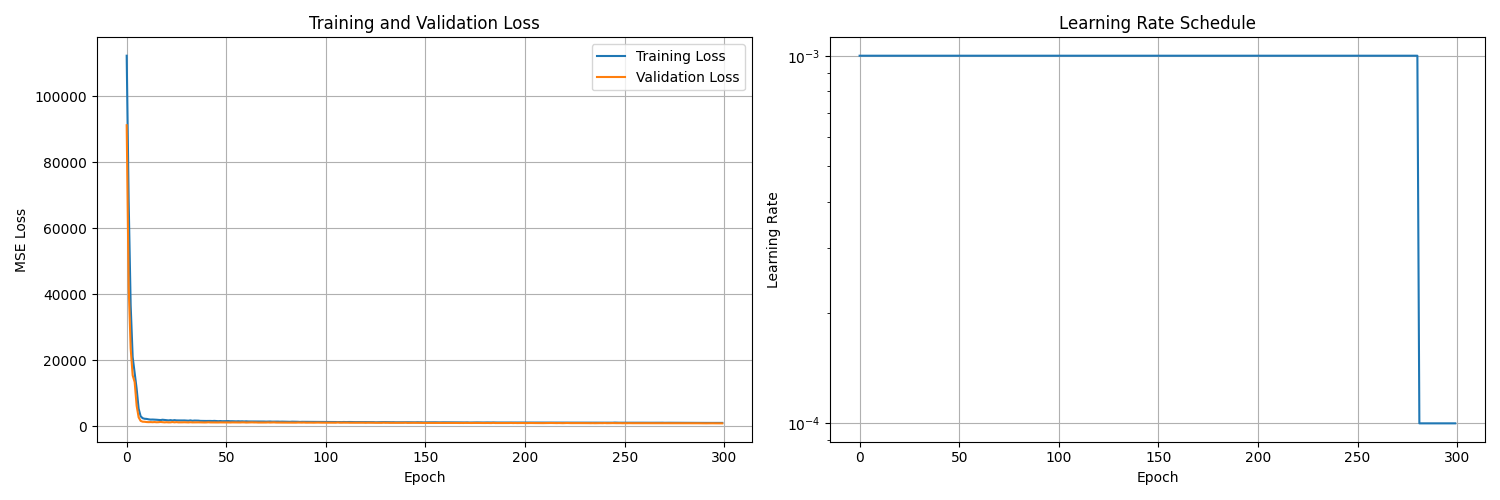 Training and Validation Loss
Training Loss
Validation Loss
100000
80000
60000
40000
20000
0
MSE Loss
0 50 100 150 200 250 300
Epoch
Learning Rate Schedule
10⁻³
10⁻⁴
Learning Rate
0 50 100 150 200 250 300
Epoch